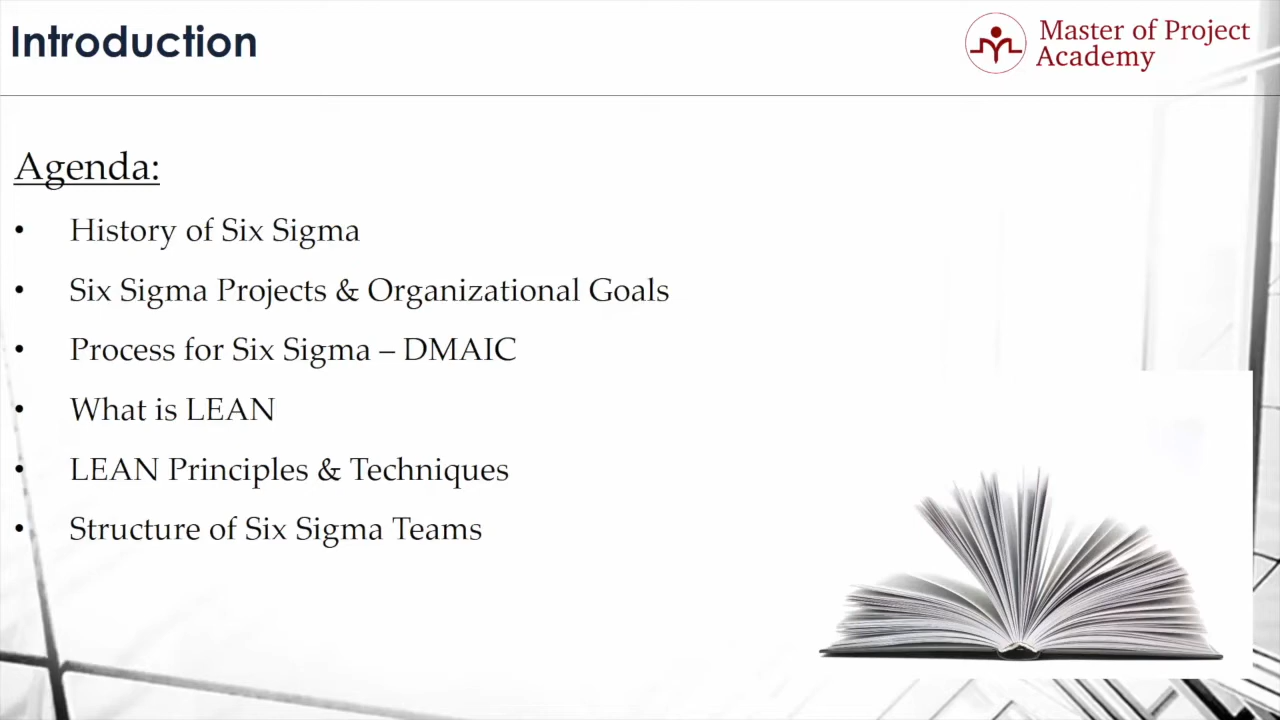 Introduction
Master of Project
Academy
Agenda:
• History of Six Sigma
• Six Sigma Projects & Organizational Goals
• Process for Six Sigma – DMAIC
• What is LEAN
• LEAN Principles & Techniques
• Structure of Six Sigma Teams